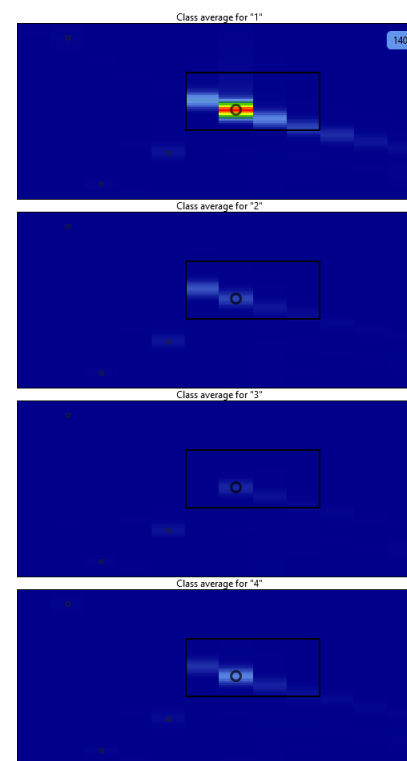 Class average for "1"
140
Class average for "2"
Class average for "3"
Class average for "4"